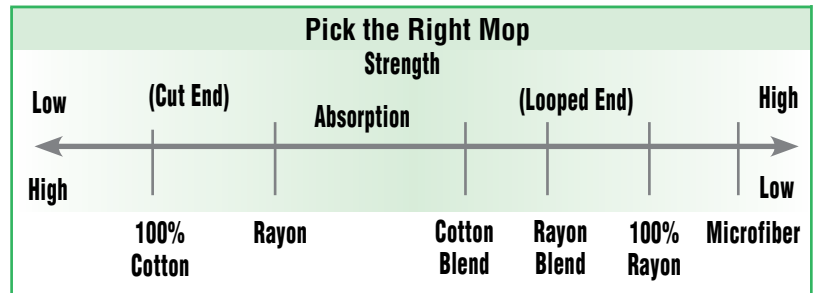 Pick the Right Mop
Strength
Low (Cut End) (Looped End) High
Absorption
High Low
100% Rayon Cotton Rayon 100% Microfiber
Cotton Blend Blend Rayon